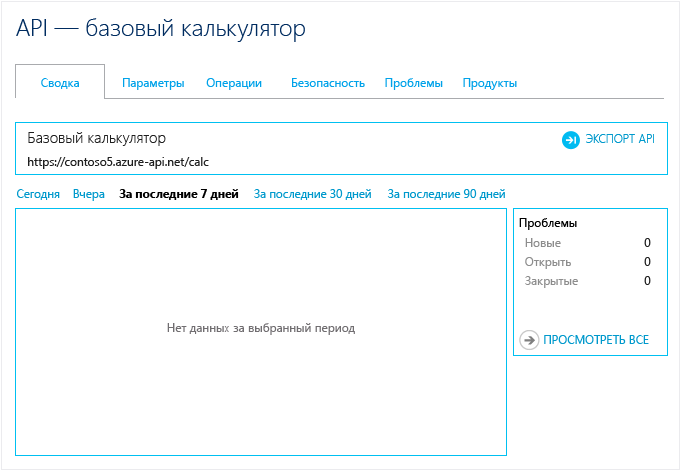 API — базовый калькулятор
Сводка Параметры Операции Безопасность Проблемы Продукты
Базовый калькулятор
ЭКСПОРТ API
https://contoso5.azure-api.net/calc
Сегодня Вчера За последние 7 дней За последние 30 дней За последние 90 дней
Нет данных за выбранный период
Проблемы
Новые 0
Открыть 0
Закрытые 0
ПРОСМОТРЕТЬ ВСЕ